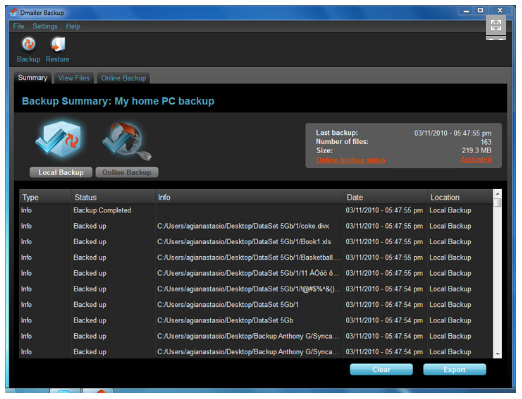 Dmailer Backup
File Settings Help
Backup Restore
Summary View Files Online Backup
Backup Summary: My home PC backup
Last backup: 03/11/2010 - 05:47:55 pm
Number of files: 163
Size: 219.3 MB
Online backup status Activated
Local Backup Online Backup
Type Status Info Date Location
Info Backup Completed 03/11/2010 - 05:47:55 pm Local Backup
Info Backed up C:/Users/agianastasio/Desktop/DataSet 5Gb/1/coke.divx 03/11/2010 - 05:47:55 pm Local Backup
Info Backed up C:/Users/agianastasio/Desktop/DataSet 5Gb/1/Book1.xls 03/11/2010 - 05:47:55 pm Local Backup
Info Backed up C:/Users/agianastasio/Desktop/DataSet 5Gb/1/Basketball... 03/11/2010 - 05:47:55 pm Local Backup
Info Backed up C:/Users/agianastasio/Desktop/DataSet 5Gb/1/11 03/11/2010 - 05:47:55 pm Local Backup
Info Backed up C:/Users/agianastasio/Desktop/DataSet 5Gb/1/ 03/11/2010 - 05:47:54 pm Local Backup
Info Backed up C:/Users/agianastasio/Desktop/DataSet 5Gb/1 03/11/2010 - 05:47:54 pm Local Backup
Info Backed up C:/Users/agianastasio/Desktop/DataSet 5Gb 03/11/2010 - 05:47:54 pm Local Backup
Info Backed up C:/Users/agianastasio/Desktop/Backup Anthony G/Synca... 03/11/2010 - 05:47:54 pm Local Backup
Info Backed up C:/Users/agianastasio/Desktop/Backup Anthony G/Synca... 03/11/2010 - 05:47:54 pm Local Backup
Clear Export